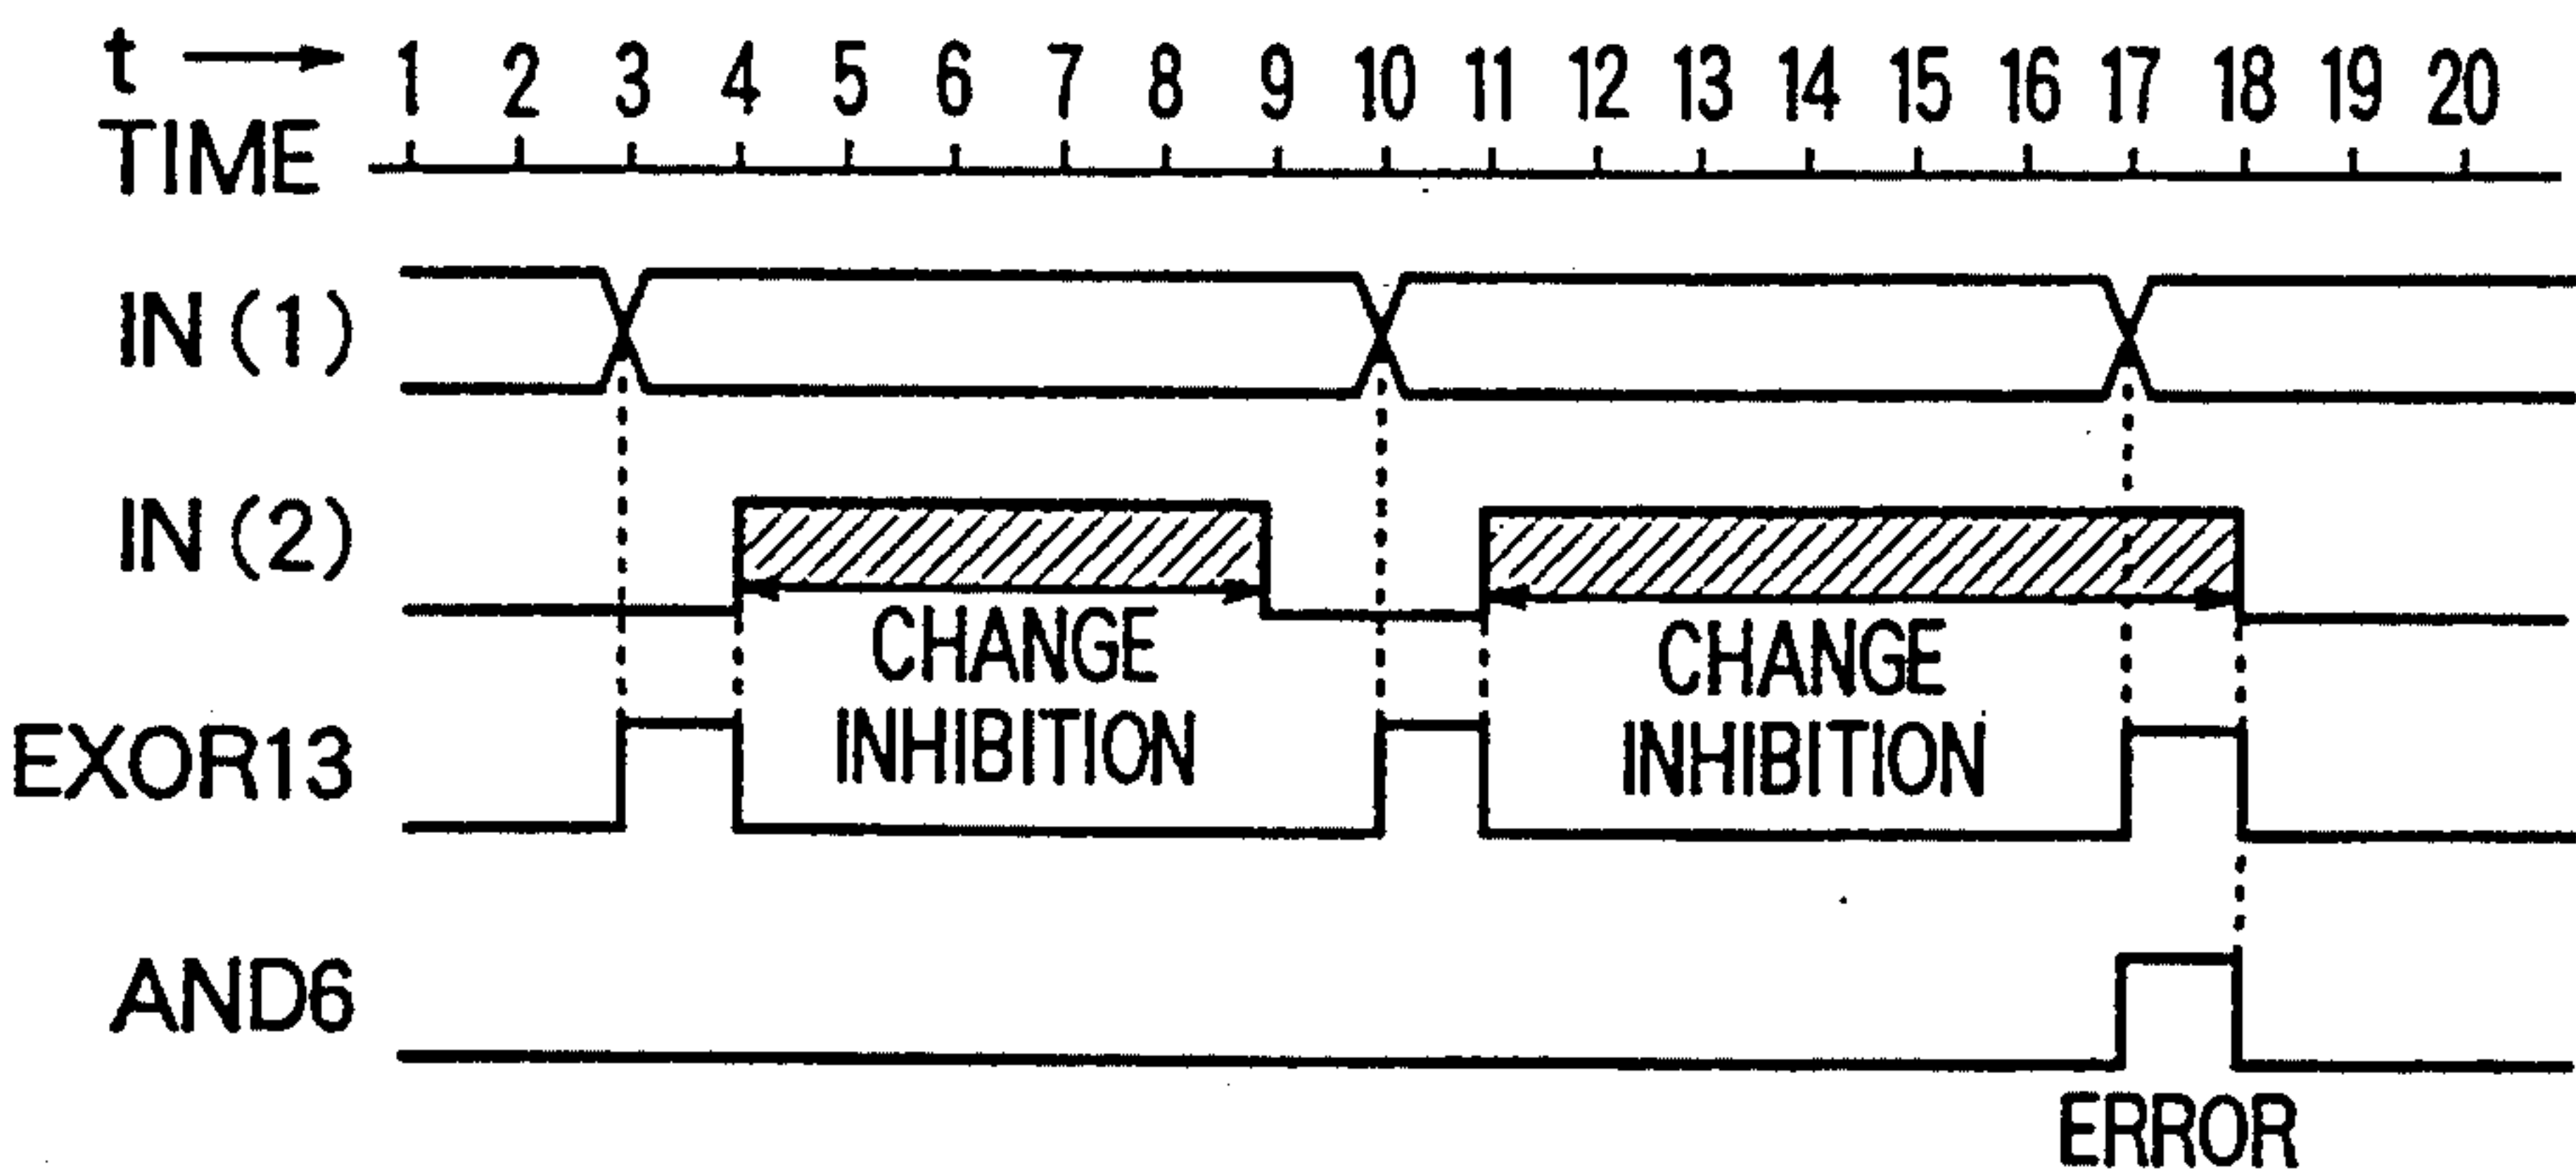 t 1 2 3 4 5 6 7 8 9 10 11 12 13 14 15 16 17 18 19 20
TIME
IN (1)
IN (2)
CHANGE
INHIBITION
CHANGE
INHIBITION
EXOR13
AND6
ERROR